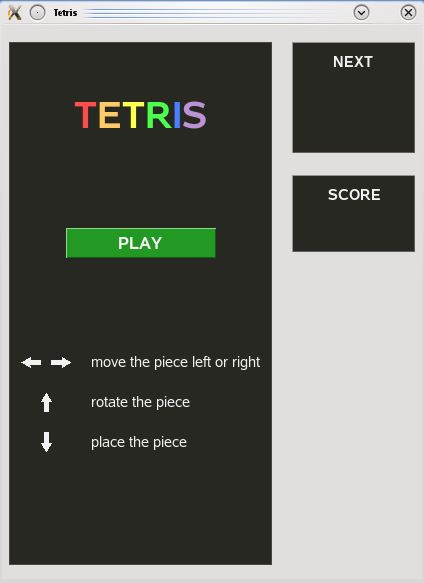 Tetris
TETRIS
PLAY
move the piece left or right
rotate the piece
place the piece
NEXT
SCORE